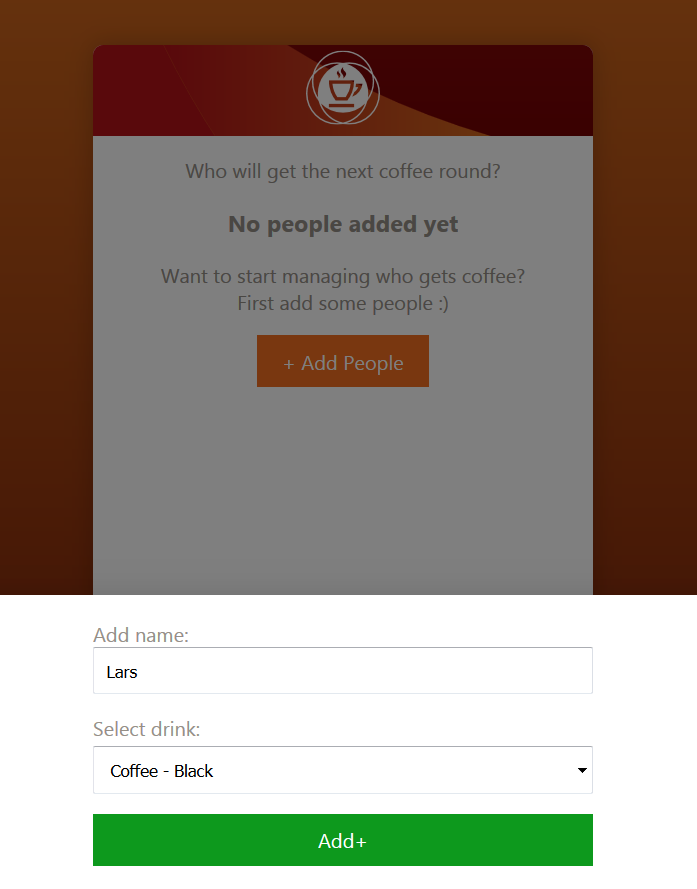 Who will get the next coffee round?
No people added yet
Want to start managing who gets coffee?
First add some people :)
+ Add People
Add name:
Lars
Select drink:
Coffee - Black
Add+